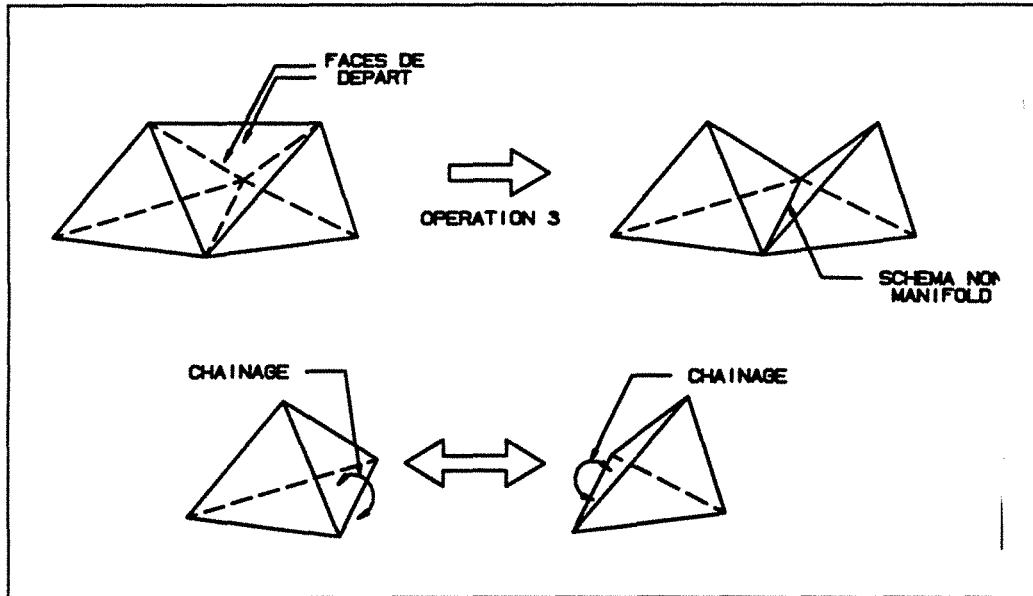 FACES DE
DEPART
OPERATION 3
SCHEMA NON
MANIFOLD
CHAINAGE
CHAINAGE